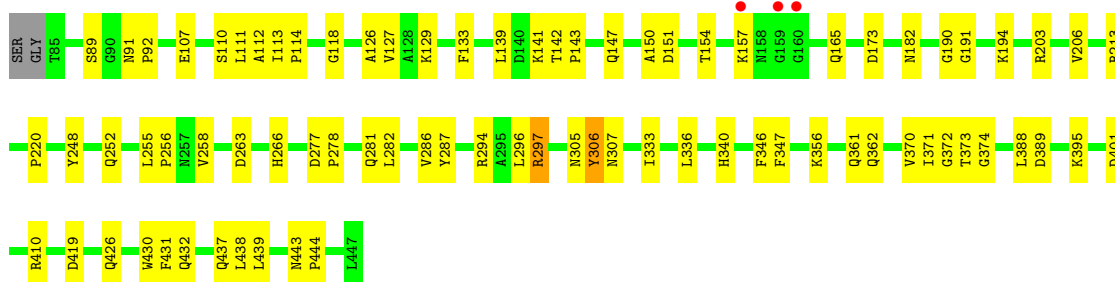 SER GLY T85 S89 G90 N91 P92 E107 S110 L111 A112 I113 P114 G118 A126 V127 A128 K129 F133 L139 D140 K141 T142 P143 Q147 A150 D151 T154 K157 N158 G159 G160 Q165 D173 N182 G190 G191 K194 R203 V206
P220 Y248 Q252 L255 P256 N257 V258 D263 H266 D277 P278 Q281 L282 V286 Y287 R294 A295 L296 R297 N305 Y306 N307 I333 L336 H340 F346 F347 K356 Q361 Q362 V370 I371 G372 T373 G374 L388 D389 K395
R410 D419 Q426 W430 F431 Q432 Q437 L438 L439 N443 P444 L447